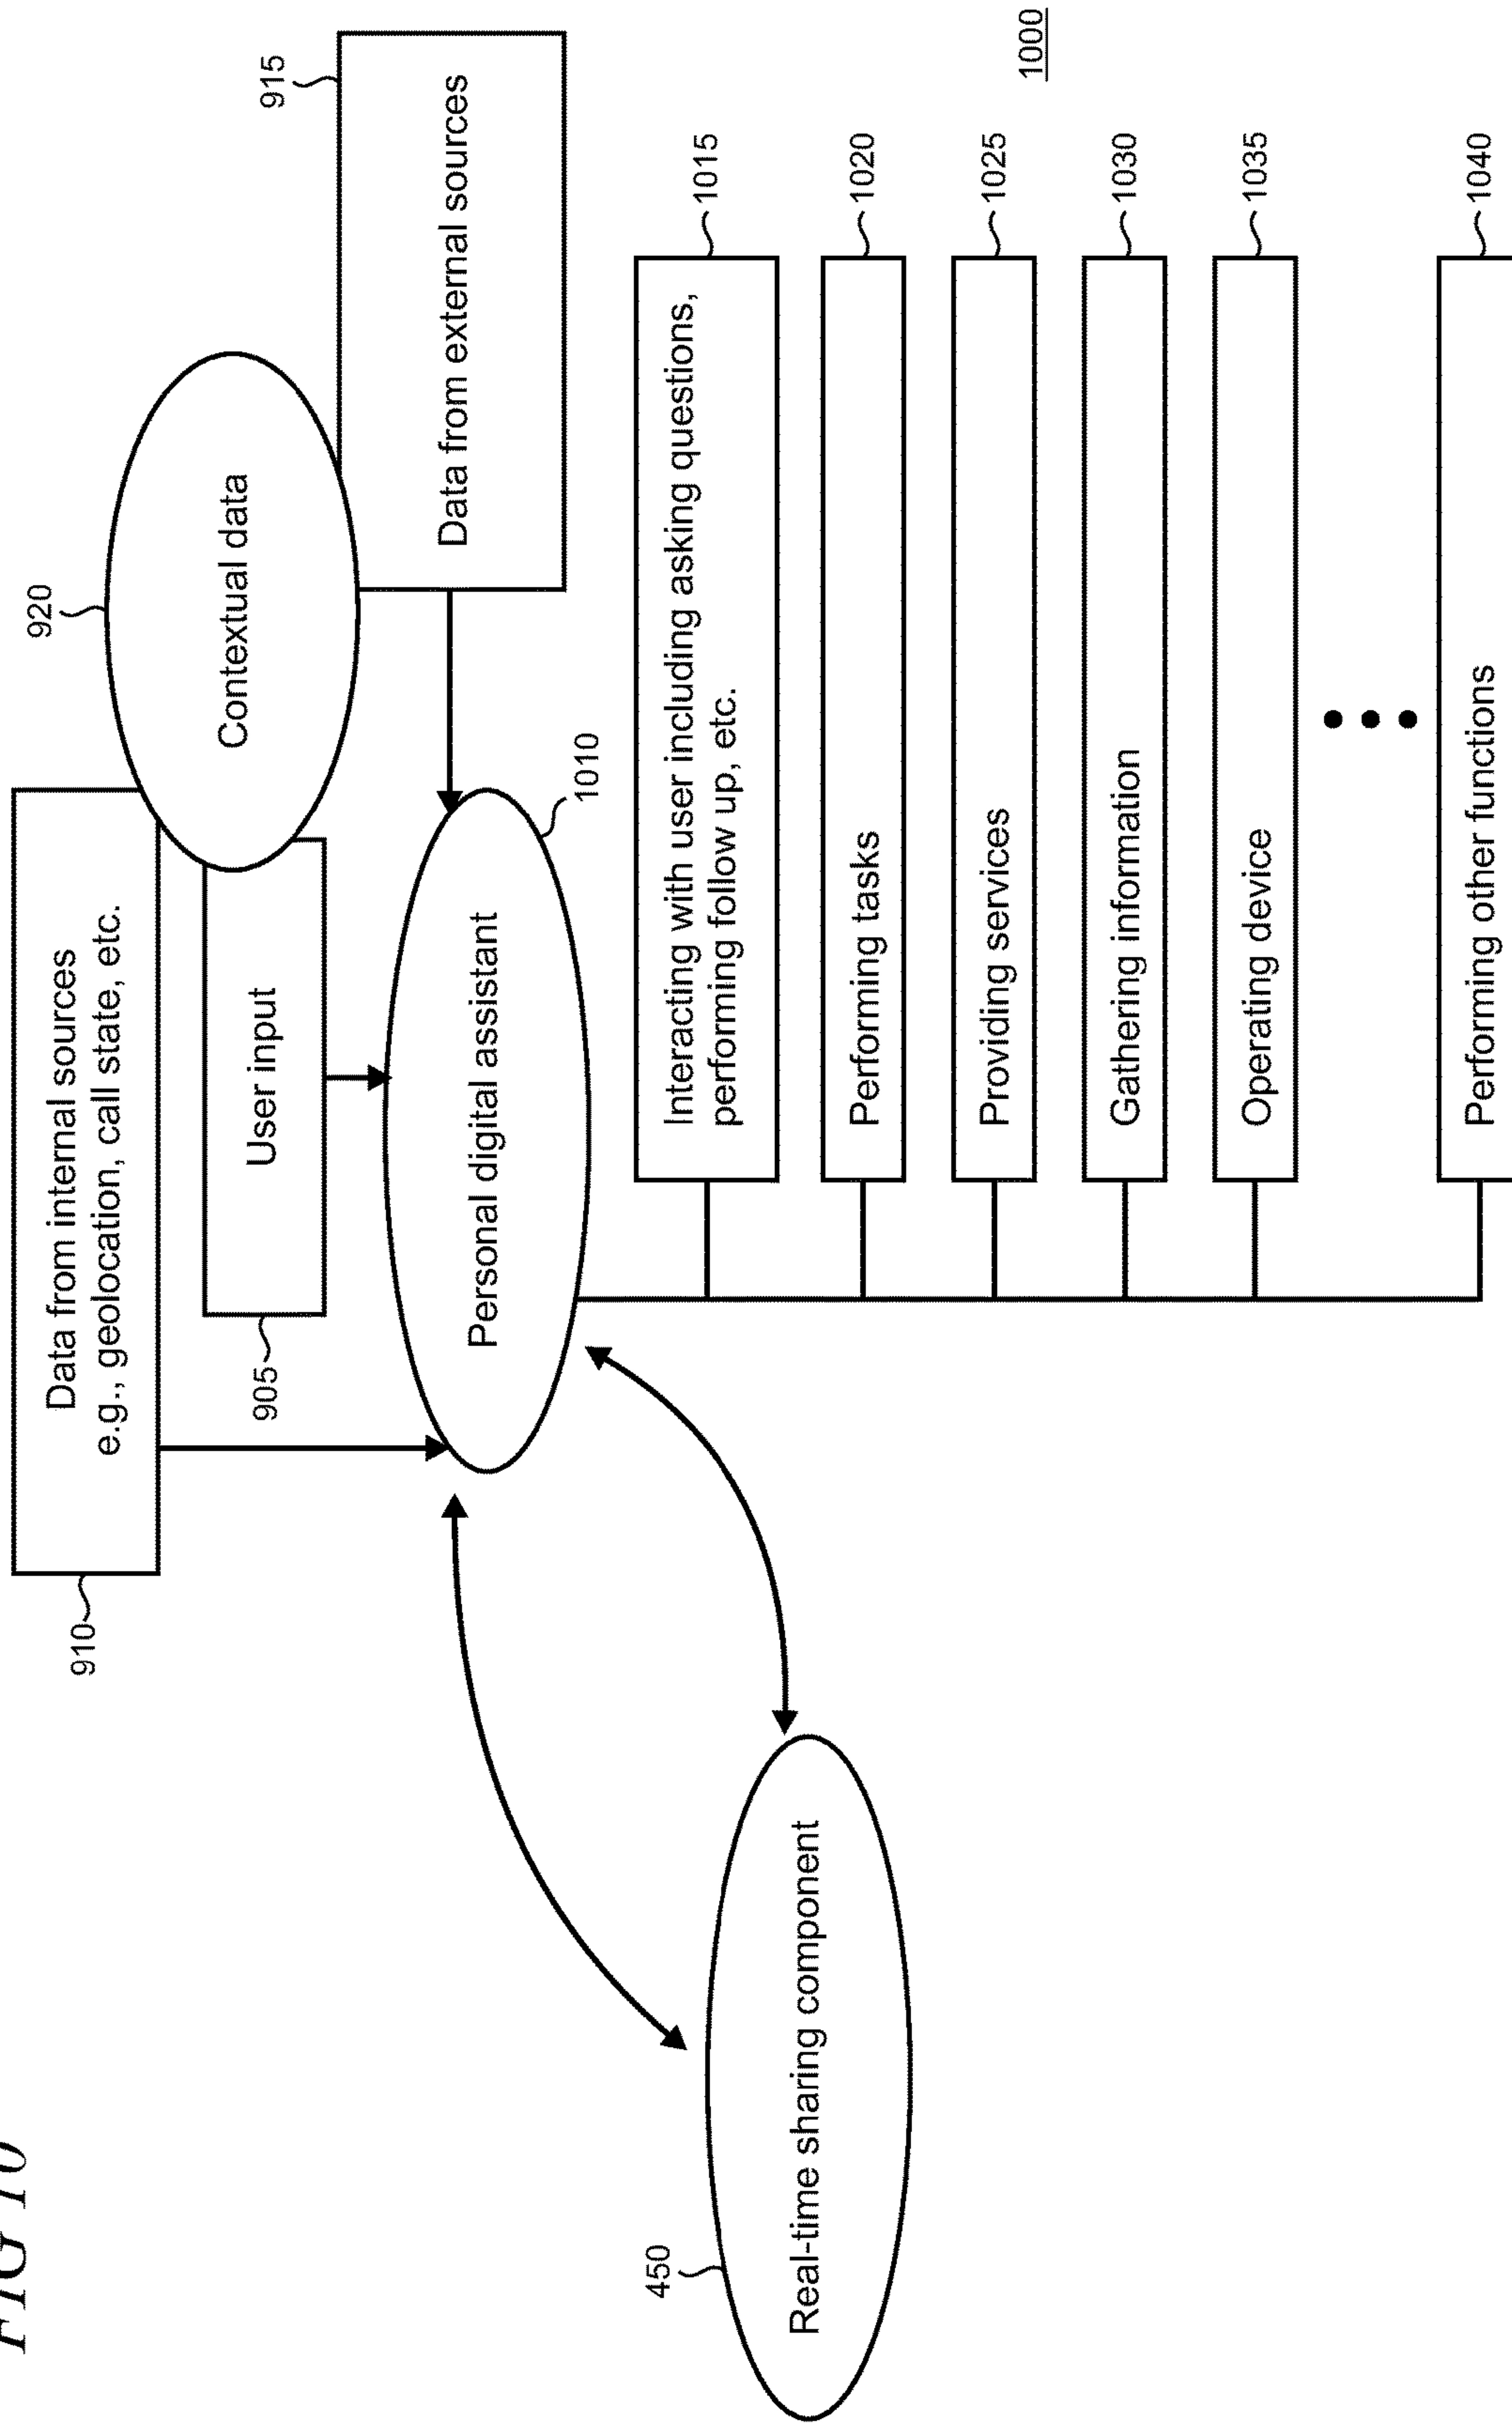 FIG 10
910
Data from internal sources
e.g., geolocation, call state, etc.
920
Contextual data
915
Data from external sources
905
User input
Personal digital assistant
1010
450
Real-time sharing component
Interacting with user including asking questions,
performing follow up, etc.
1015
Performing tasks
1020
Providing services
1025
Gathering information
1030
Operating device
1035
Performing other functions
1040
1000